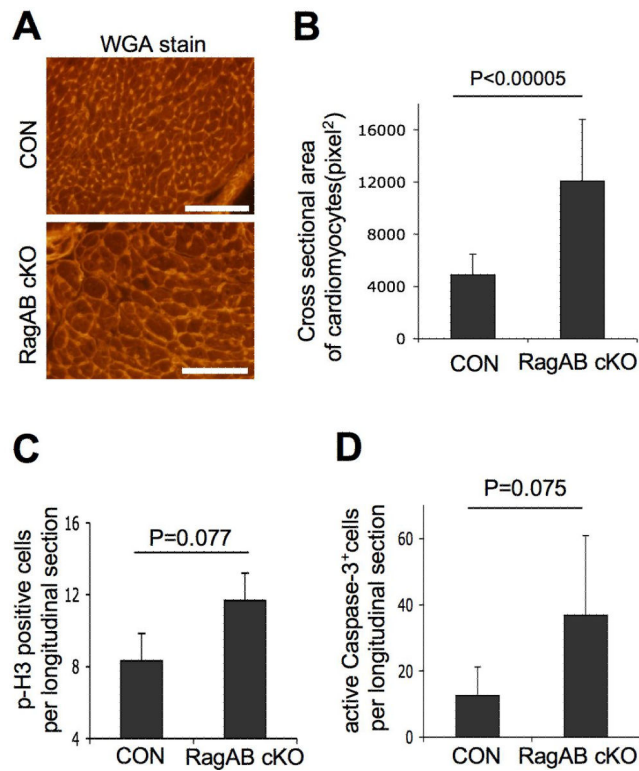 A
WGA stain
CON
RagAB cKO
B
P<0.00005
Cross sectional area
of cardiomyocytes(pixel²)
16000
12000
8000
4000
0
CON RagAB cKO
C
P=0.077
p-H3 positive cells
per longitudinal section
16
12
8
4
CON RagAB cKO
D
P=0.075
active Caspase-3⁺cells
per longitudinal section
60
40
20
0
CON RagAB cKO